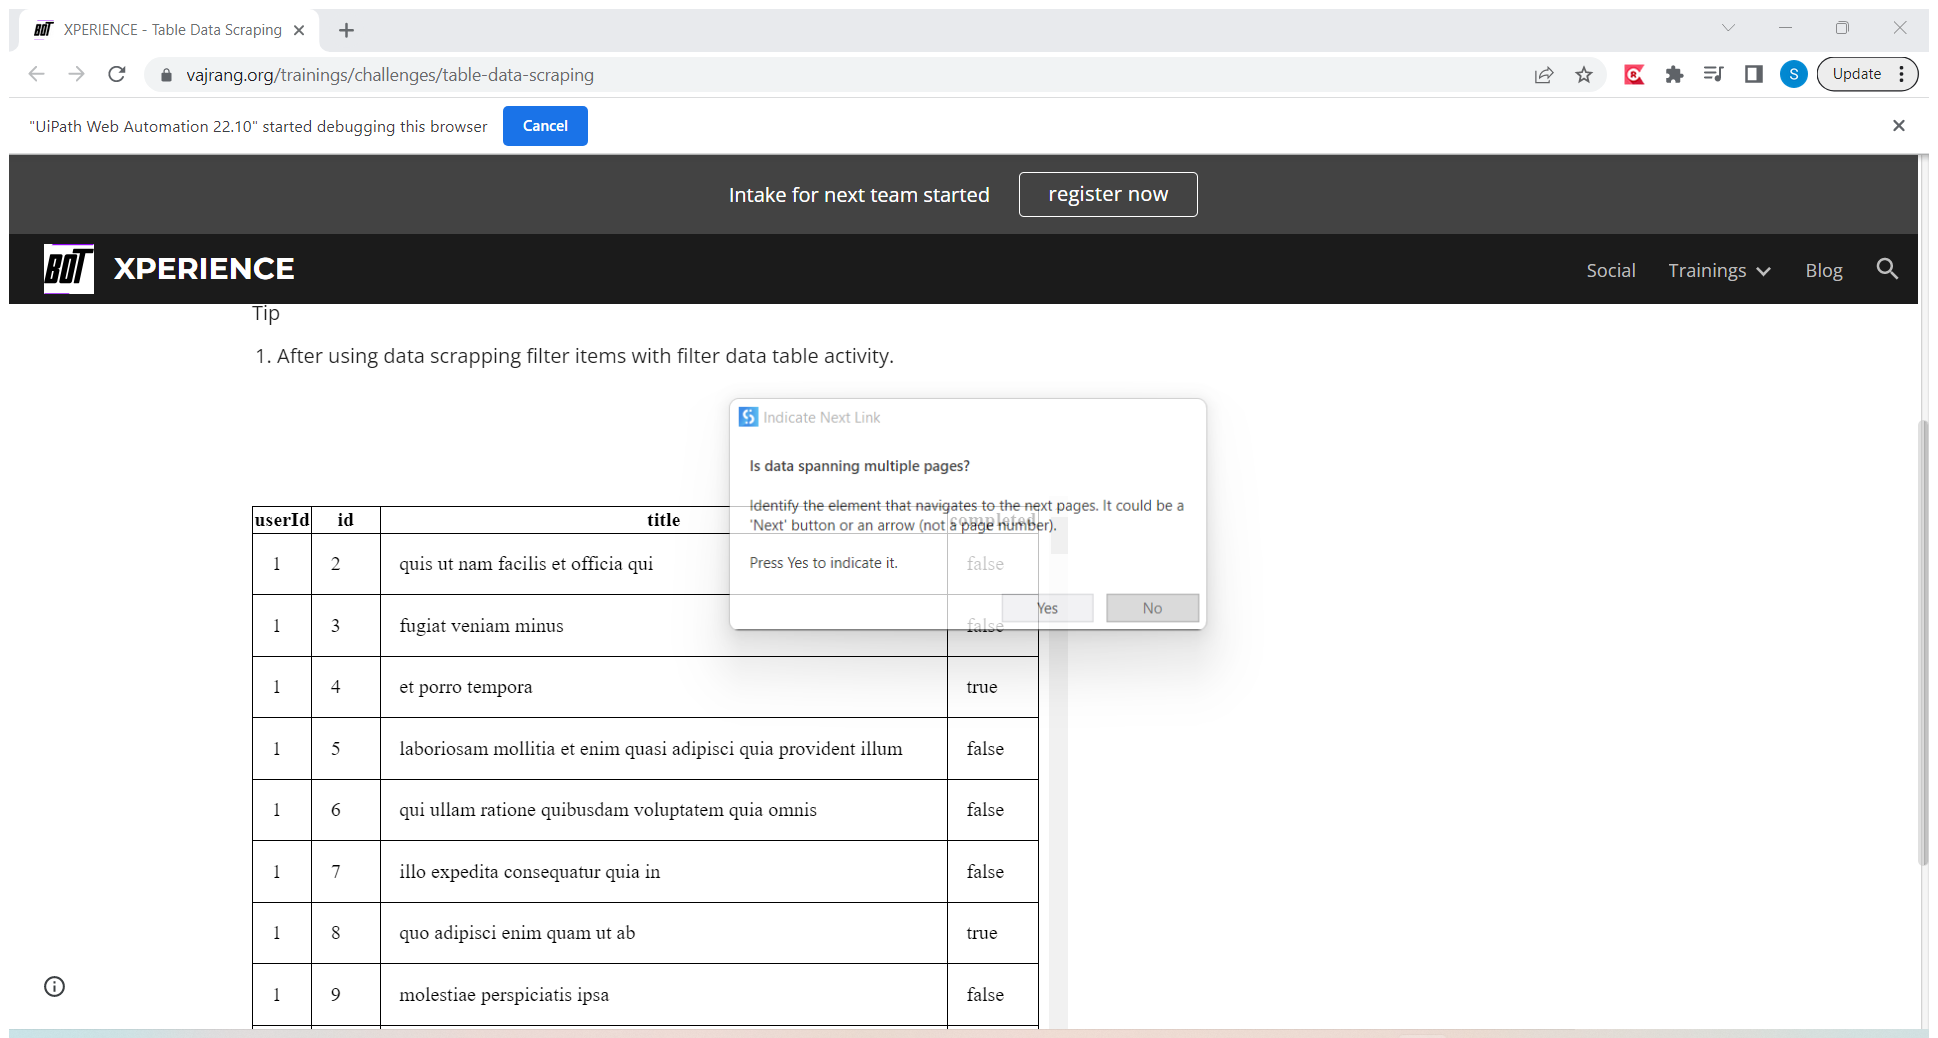 BOT XPERIENCE - Table Data Scraping
vajrang.org/trainings/challenges/table-data-scraping
S
Update
"UiPath Web Automation 22.10" started debugging this browser
Cancel
Intake for next team started
register now
BOT
XPERIENCE
Social
Trainings
Blog
Tip
1. After using data scrapping filter items with filter data table activity.
Indicate Next Link
Is data spanning multiple pages?
Identify the element that navigates to the next pages. It could be a
'Next' button or an arrow (not a page number).
Press Yes to indicate it.
Yes
No
userId id title completed
1 2 quis ut nam facilis et officia qui false
1 3 fugiat veniam minus false
1 4 et porro tempora true
1 5 laboriosam mollitia et enim quasi adipisci quia provident illum false
1 6 qui ullam ratione quibusdam voluptatem quia omnis false
1 7 illo expedita consequatur quia in false
1 8 quo adipisci enim quam ut ab true
1 9 molestiae perspiciatis ipsa false